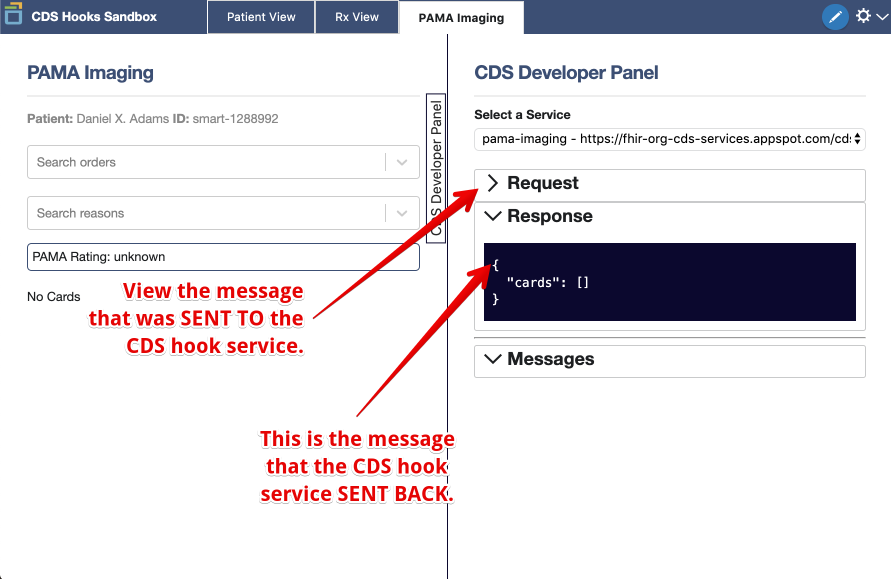 CDS Hooks Sandbox
Patient View
Rx View
PAMA Imaging
PAMA Imaging
Patient: Daniel X. Adams ID: smart-1288992
Search orders
Search reasons
PAMA Rating: unknown
No Cards
View the message
that was SENT TO the
CDS hook service.
This is the message
that the CDS hook
service SENT BACK.
CDS Developer Panel
CDS Developer Panel
Select a Service
pama-imaging - https://fhir-org-cds-services.appspot.com/cds
Request
Response
{
"cards": []
}
Messages